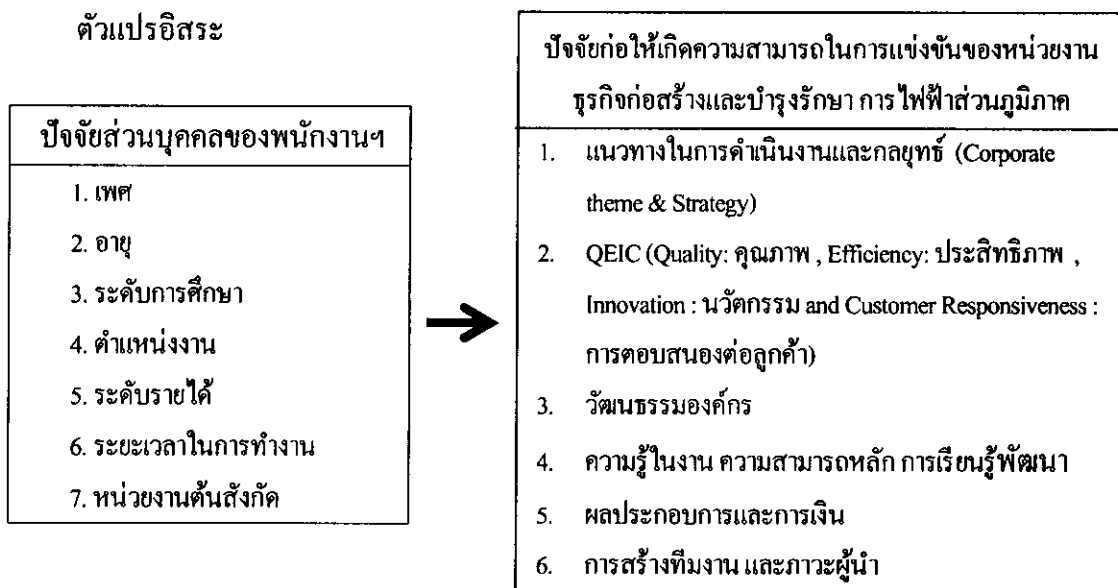 ตัวแปรอิสระ
ปัจจัยส่วนบุคคลของพนักงานฯ
1. เพศ
2. อายุ
3. ระดับการศึกษา
4. ตำแหน่งงาน
5. ระดับรายได้
6. ระยะเวลาในการทำงาน
7. หน่วยงานต้นสังกัด
ปัจจัยก่อให้เกิดความสามารถในการแข่งขันของหน่วยงาน
ธุรกิจก่อสร้างและบำรุงรักษา การไฟฟ้าส่วนภูมิภาค
1. แนวทางในการดำเนินงานและกลยุทธ์ (Corporate
theme & Strategy)
2. QEIC (Quality: คุณภาพ , Efficiency: ประสิทธิภาพ ,
Innovation : นวัตกรรม and Customer Responsiveness :
การตอบสนองต่อลูกค้า)
3. วัฒนธรรมองค์กร
4. ความรู้ในงาน ความสามารถหลัก การเรียนรู้พัฒนา
5. ผลประกอบการและการเงิน
6. การสร้างทีมงาน และภาวะผู้นำ